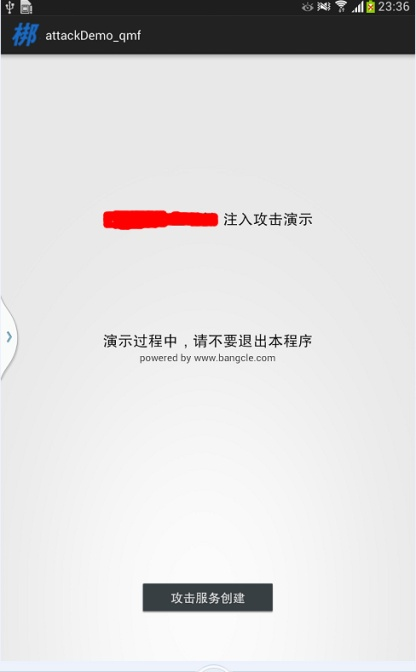 23:36
梆 attackDemo_qmf
注入攻击演示
演示过程中，请不要退出本程序
powered by www.bangcle.com
攻击服务创建